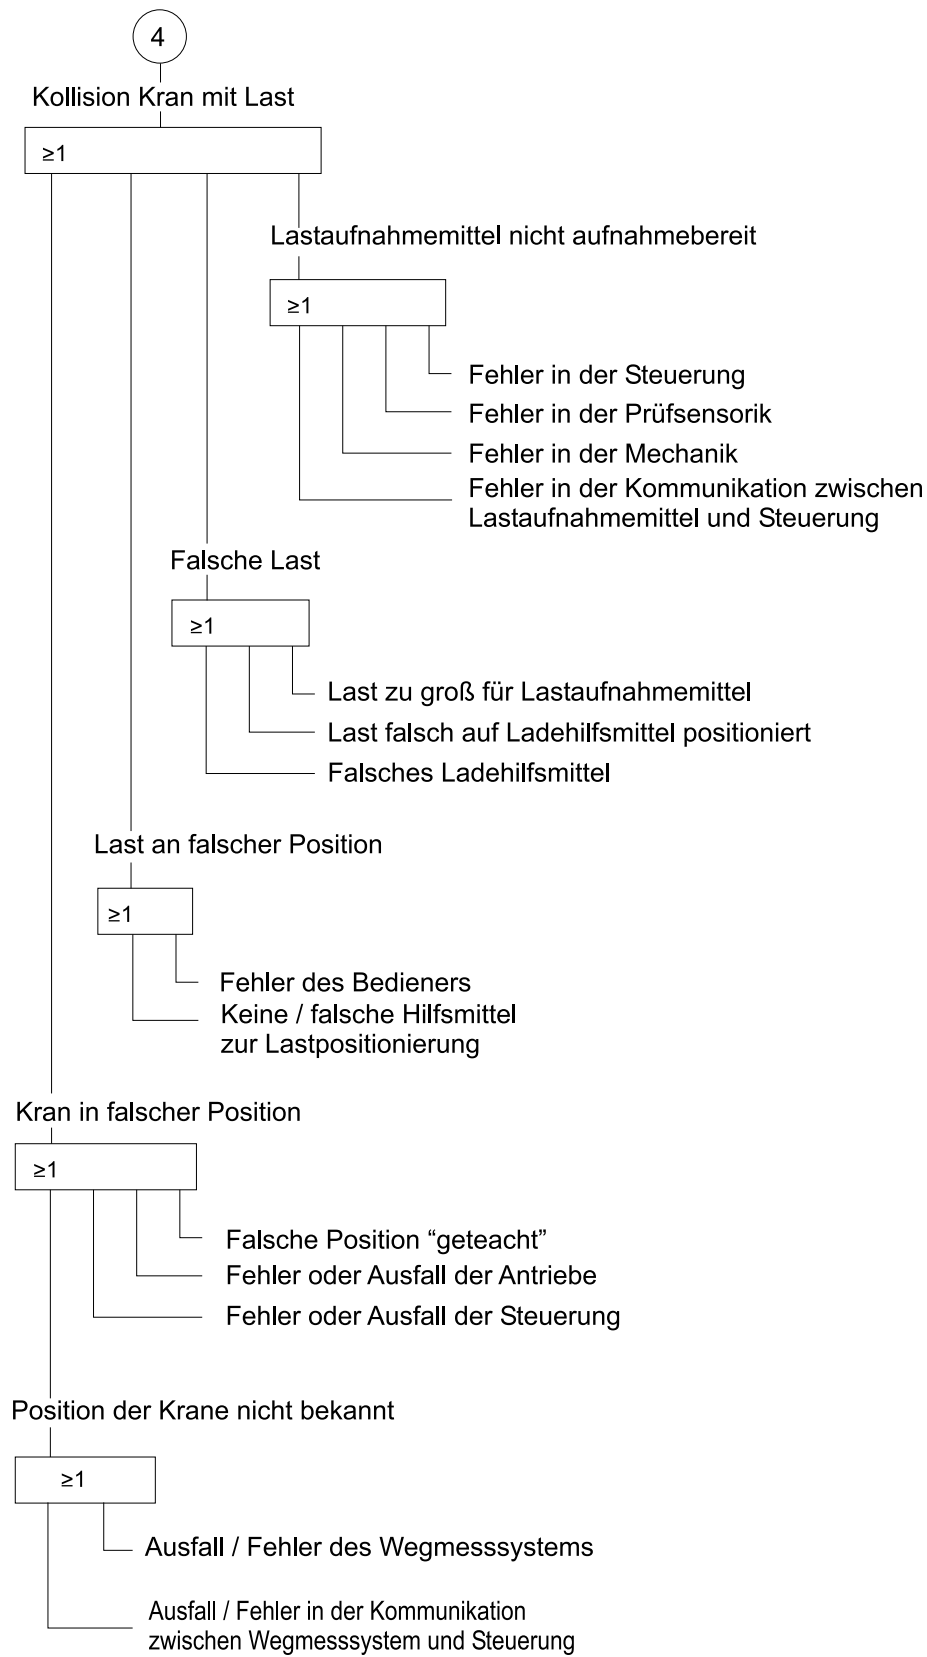 4
Kollision Kran mit Last
≥1
Lastaufnahmemittel nicht aufnahmebereit
≥1
Fehler in der Steuerung
Fehler in der Prüfsensorik
Fehler in der Mechanik
Fehler in der Kommunikation zwischen
Lastaufnahmemittel und Steuerung
Falsche Last
≥1
Last zu groß für Lastaufnahmemittel
Last falsch auf Ladehilfsmittel positioniert
Falsches Ladehilfsmittel
Last an falscher Position
≥1
Fehler des Bedieners
Keine / falsche Hilfsmittel
zur Lastpositionierung
Kran in falscher Position
≥1
Falsche Position “geteacht”
Fehler oder Ausfall der Antriebe
Fehler oder Ausfall der Steuerung
Position der Krane nicht bekannt
≥1
Ausfall / Fehler des Wegmesssystems
Ausfall / Fehler in der Kommunikation
zwischen Wegmesssystem und Steuerung